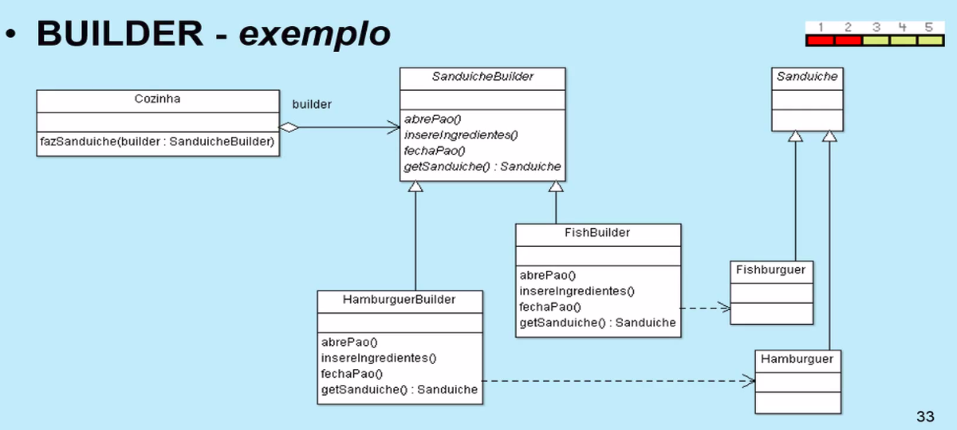 • BUILDER - exemplo
1 2 3 4 5
SanduicheBuilder
abrePao()
insereIngredientes()
fechaPao()
getSanduiche() : Sanduiche
Sanduiche
Cozinha
fazSanduiche(builder : SanduicheBuilder)
builder
FishBuilder
abrePao()
insereIngredientes()
fechaPao()
getSanduiche() : Sanduiche
Fishburguer
HamburguerBuilder
abrePao()
insereIngredientes()
fechaPao()
getSanduiche() : Sanduiche
Hamburguer
33